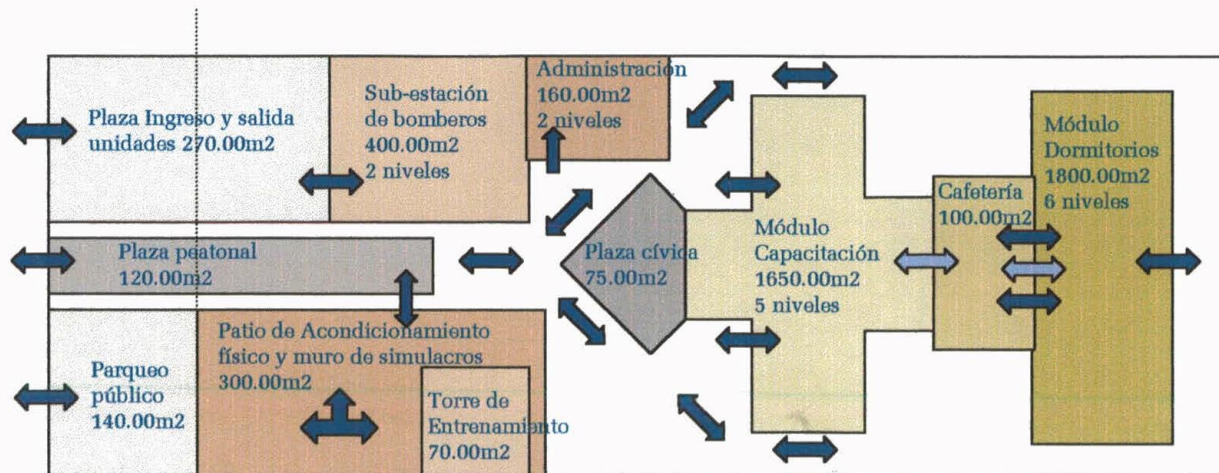 Plaza Ingreso y salida
unidades 270.00m2
Sub-estación
de bomberos
400.00m2
2 niveles
Administración
160.00m2
2 niveles
Plaza peatonal
120.00m2
Plaza cívica
75.00m2
Módulo
Capacitación
1650.00m2
5 niveles
Cafetería
100.00m2
Módulo
Dormitorios
1800.00m2
6 niveles
Parqueo
público
140.00m2
Patio de Acondicionamiento
físico y muro de simulacros
300.00m2
Torre de
Entrenamiento
70.00m2